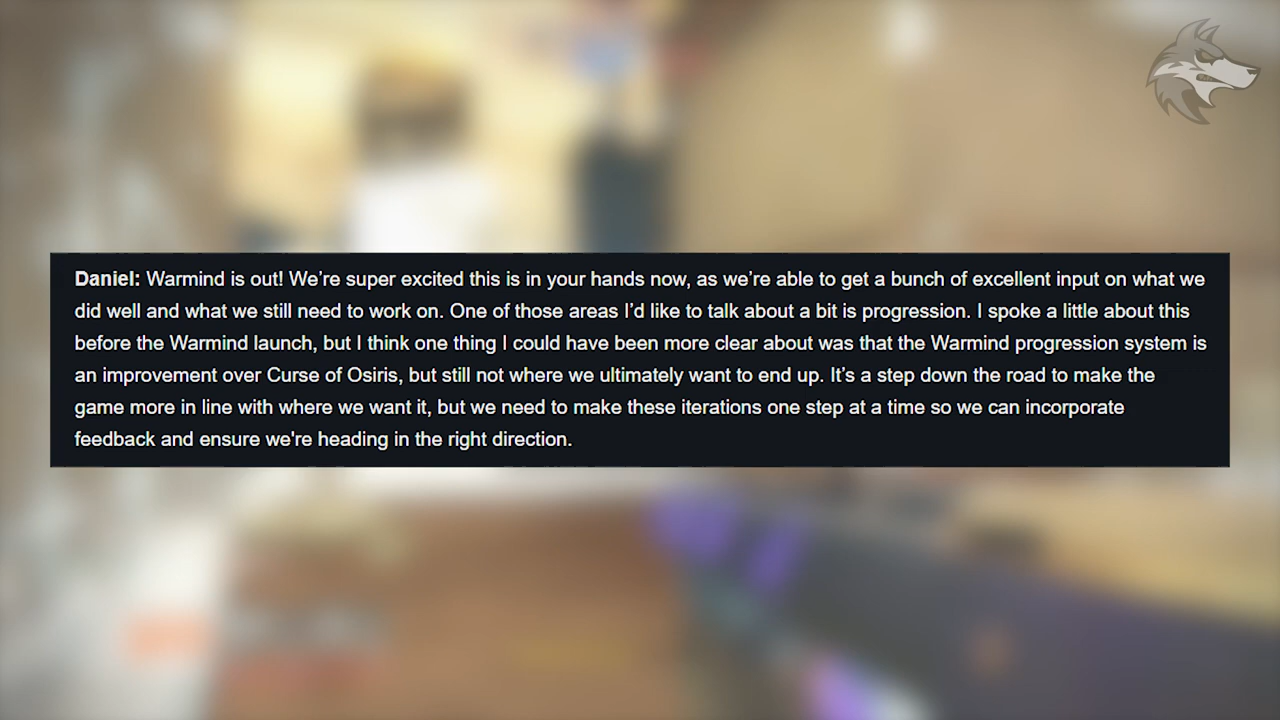 Daniel: Warmind is out! We’re super excited this is in your hands now, as we’re able to get a bunch of excellent input on what we
did well and what we still need to work on. One of those areas I’d like to talk about a bit is progression. I spoke a little about this
before the Warmind launch, but I think one thing I could have been more clear about was that the Warmind progression system is
an improvement over Curse of Osiris, but still not where we ultimately want to end up. It’s a step down the road to make the
game more in line with where we want it, but we need to make these iterations one step at a time so we can incorporate
feedback and ensure we're heading in the right direction.